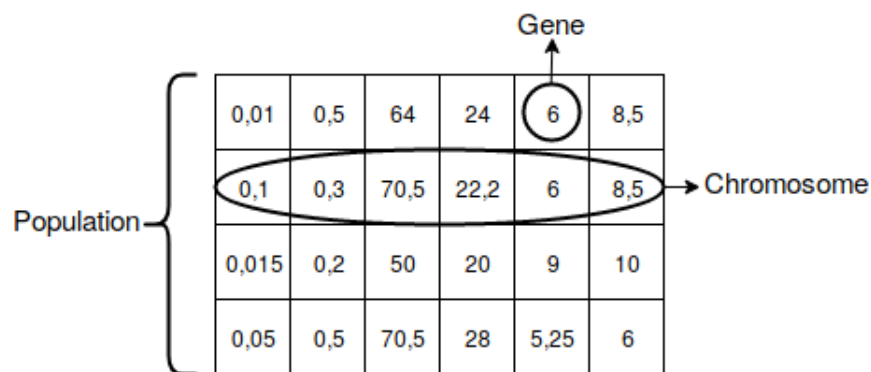 Gene
0,01 0,5 64 24 6 8,5
0,1 0,3 70,5 22,2 6 8,5
Chromosome
Population
0,015 0,2 50 20 9 10
0,05 0,5 70,5 28 5,25 6